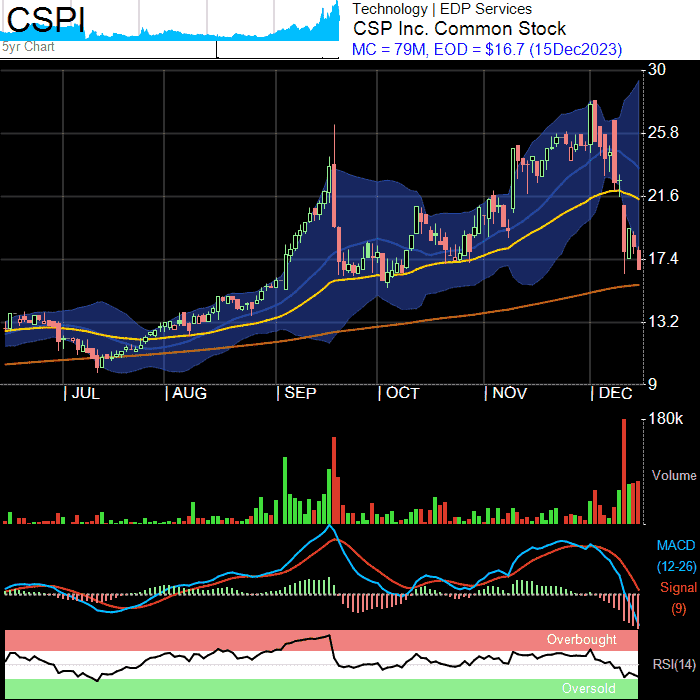 CSPI
5yr Chart
Technology | EDP Services
CSP Inc. Common Stock
MC = 79M, EOD = $16.7 (15Dec2023)
30
25.8
21.6
17.4
13.2
9
| JUL | AUG | SEP | OCT | NOV | DEC
180k
Volume
MACD
(12-26)
Signal
(9)
Overbought
RSI(14)
Oversold